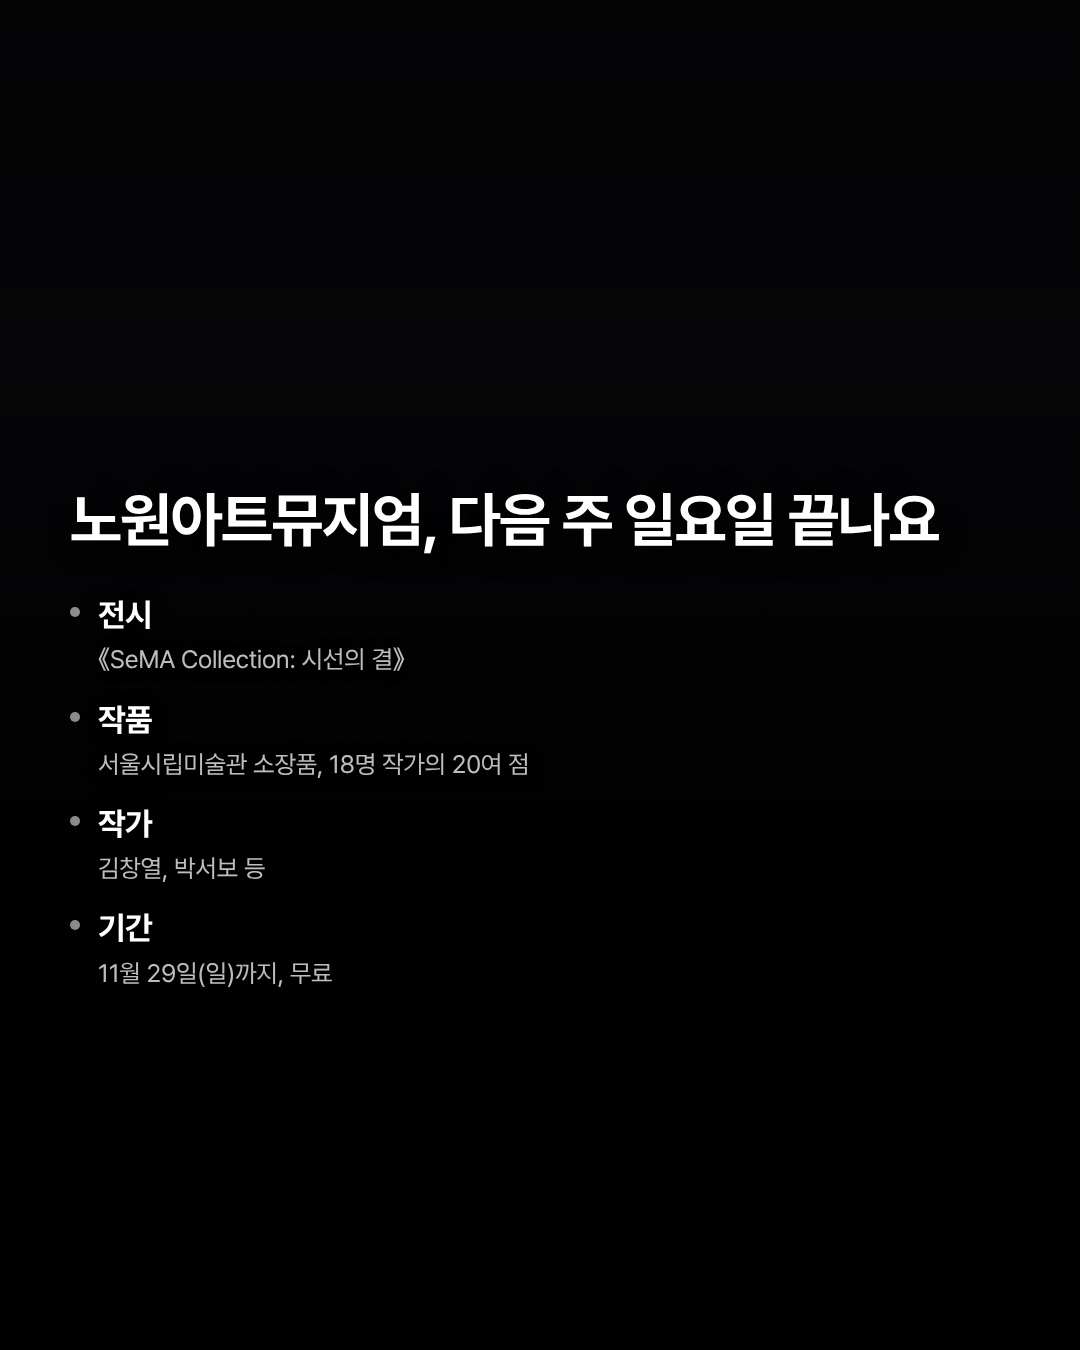 노원아트뮤지엄, 다음 주 일요일 끝나요
• 전시
《SeMA Collection: 시선의 결》
• 작품
서울시립미술관 소장품, 18명 작가의 20여 점
• 작가
김창열, 박서보 등
• 기간
11월 29일(일)까지, 무료